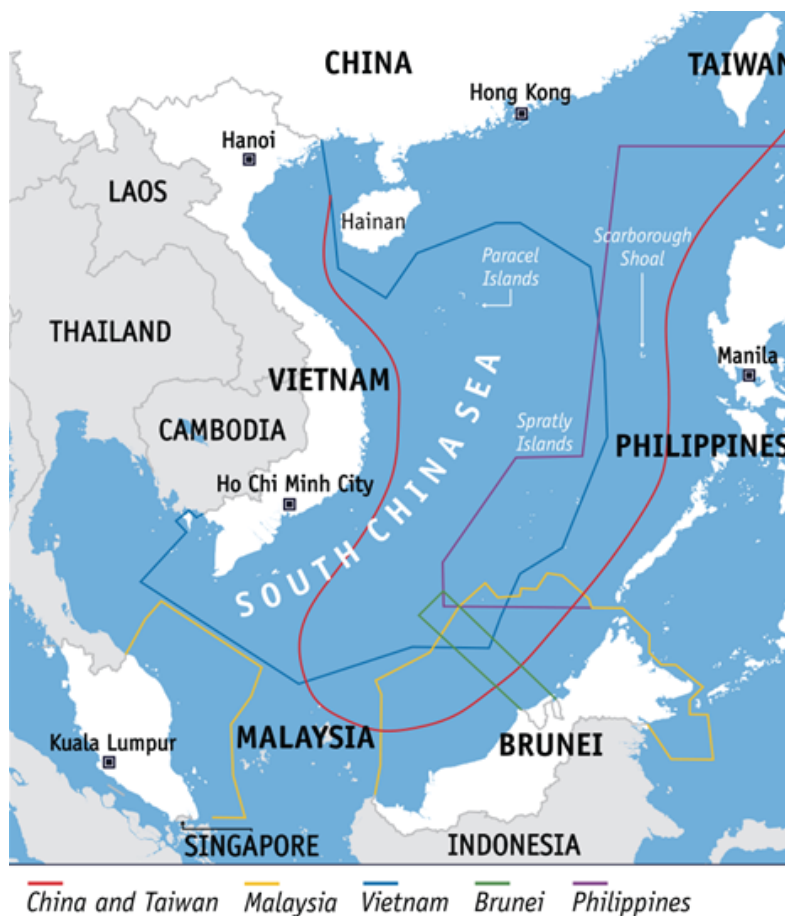 CHINA
TAIWAN
Hong Kong
Hanoi
LAOS
Hainan
Scarborough
Shoal
Paracel
Islands
THAILAND
VIETNAM
Manila
CAMBODIA
Spratly
Islands
PHILIPPINES
Ho Chi Minh City
SOUTH CHINA SEA
Kuala Lumpur
MALAYSIA
BRUNEI
SINGAPORE
INDONESIA
China and Taiwan Malaysia Vietnam Brunei Philippines